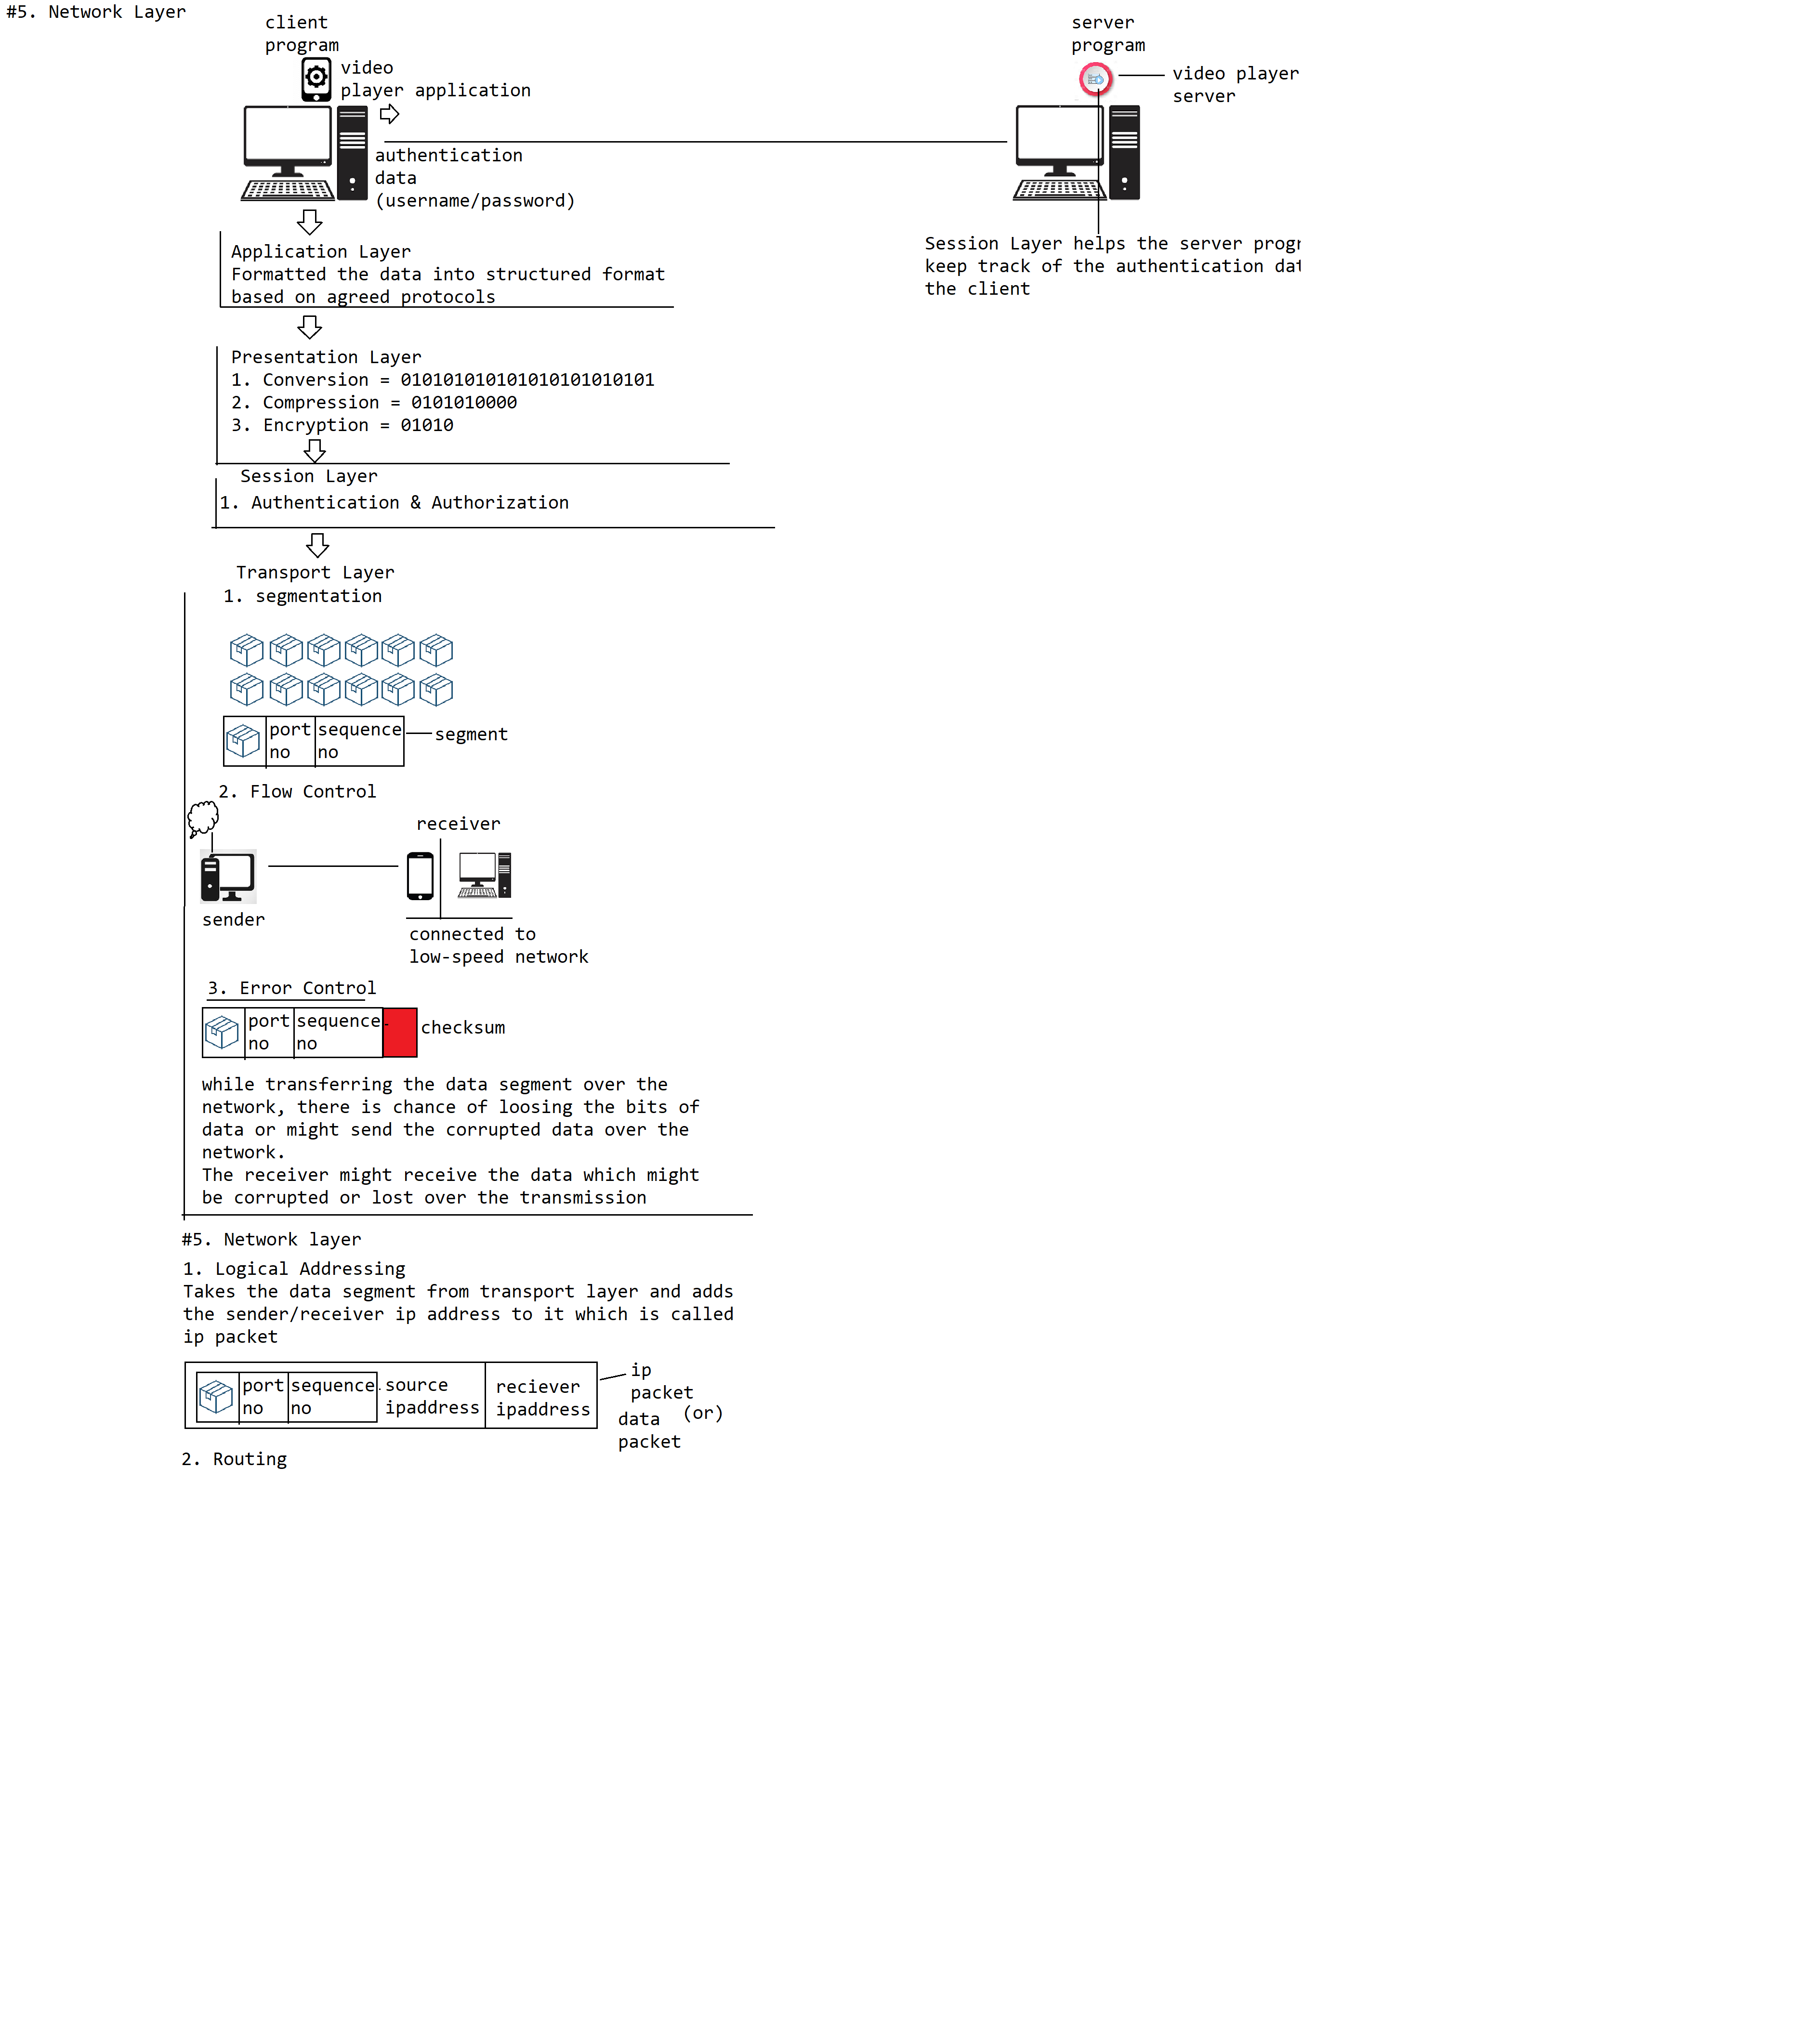 #5. Network Layer
client
program
video
player application
server
program
video player
server
authentication
data
(username/password)
Application Layer
Formatted the data into structured format
based on agreed protocols
Session Layer helps the server
keep track of the authentication
the client
Presentation Layer
1. Conversion = 010101010101010101010101
2. Compression = 0101010000
3. Encryption = 01010
Session Layer
1. Authentication & Authorization
Transport Layer
1. segmentation
port
no
sequence
no
segment
2. Flow Control
receiver
sender
connected to
low-speed network
3. Error Control
port
no
sequence
no
checksum
while transferring the data segment over the
network, there is chance of loosing the bits of
data or might send the corrupted data over the
network.
The receiver might receive the data which might
be corrupted or lost over the transmission
#5. Network layer
1. Logical Addressing
Takes the data segment from transport layer and adds
the sender/receiver ip address to it which is called
ip packet
port
no
sequence
no
source
ipaddress
reciever
ipaddress
ip
packet
(or)
data
packet
2. Routing